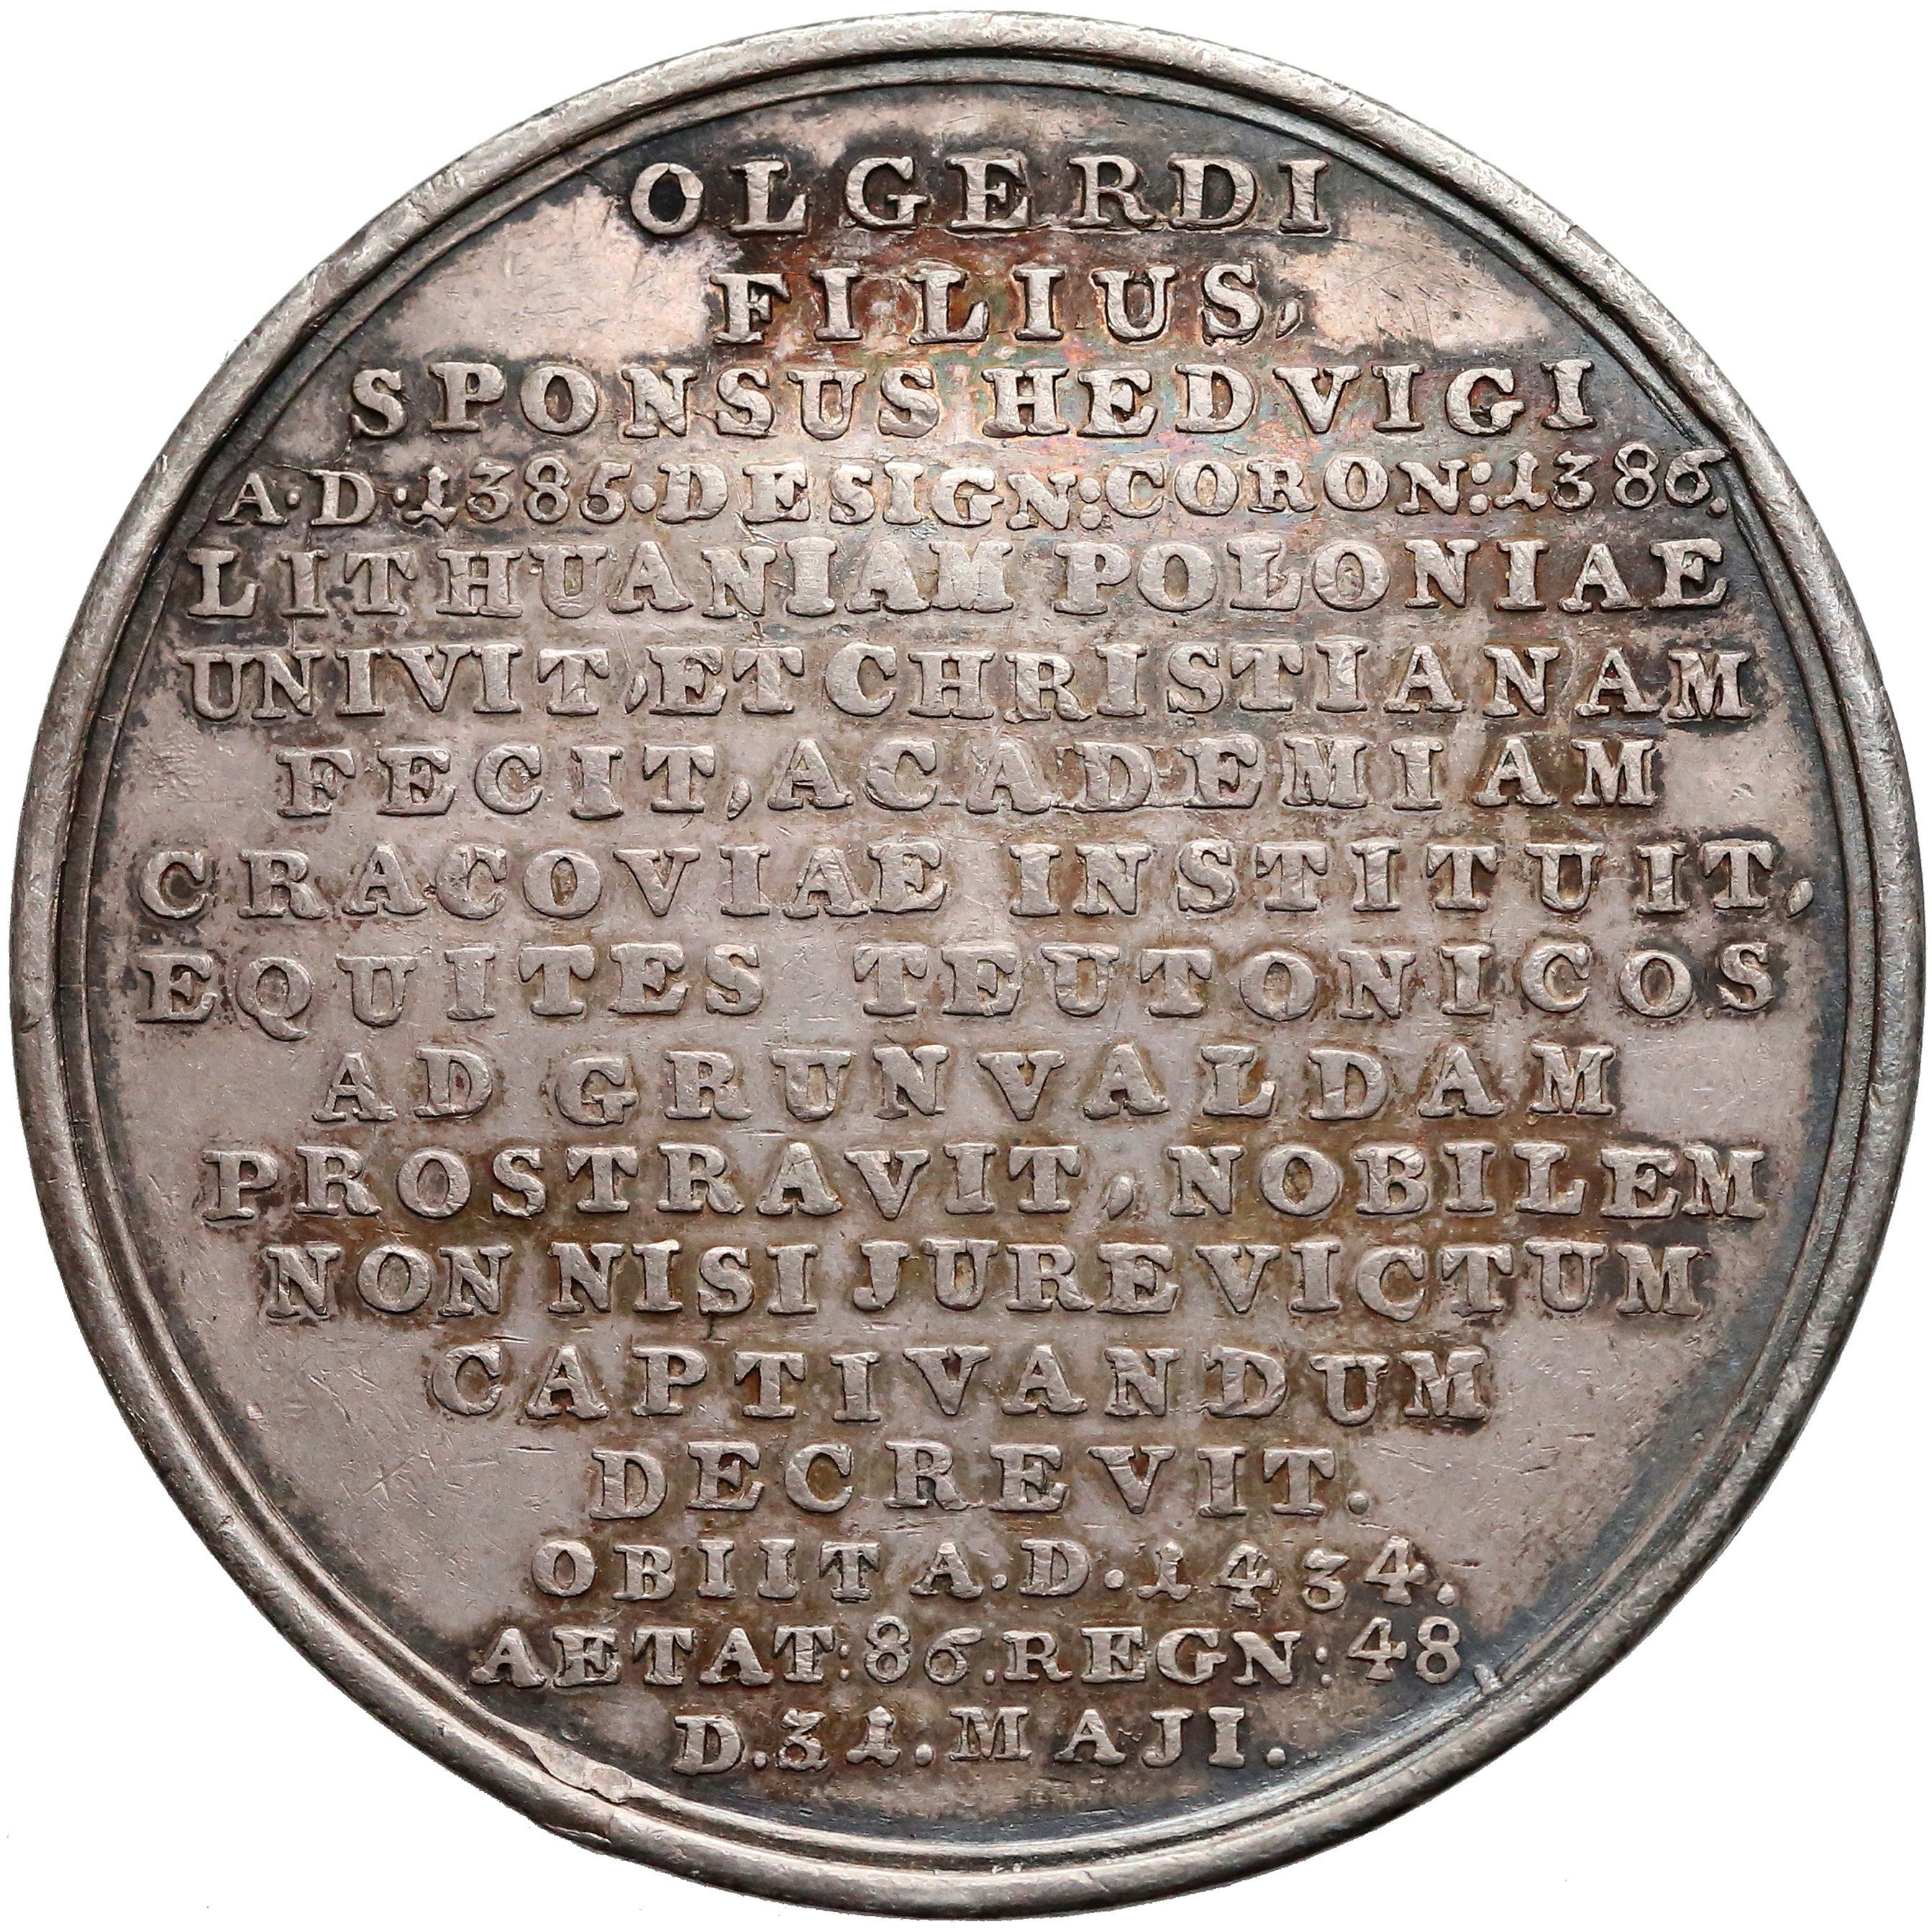 OLGERDI
FILIUS,
SPONSUS HEDVIGI
A·D·1385·DESIGN:CORON:1386.
LITHUANIAM POLONIAE
UNIVIT, ET CHRISTIANAM
FECIT, ACADEMIAM
CRACOVIAE INSTITUIT,
EQUITES TEUTONICOS
AD GRUNVALDAM
PROSTRAVIT, NOBILEM
NON NISI JURE VICTUM
CAPTIVANDUM
DECREVIT.
OBIIT A.D.1434.
AETAT:86.REGN:48
D.31.MAJI.